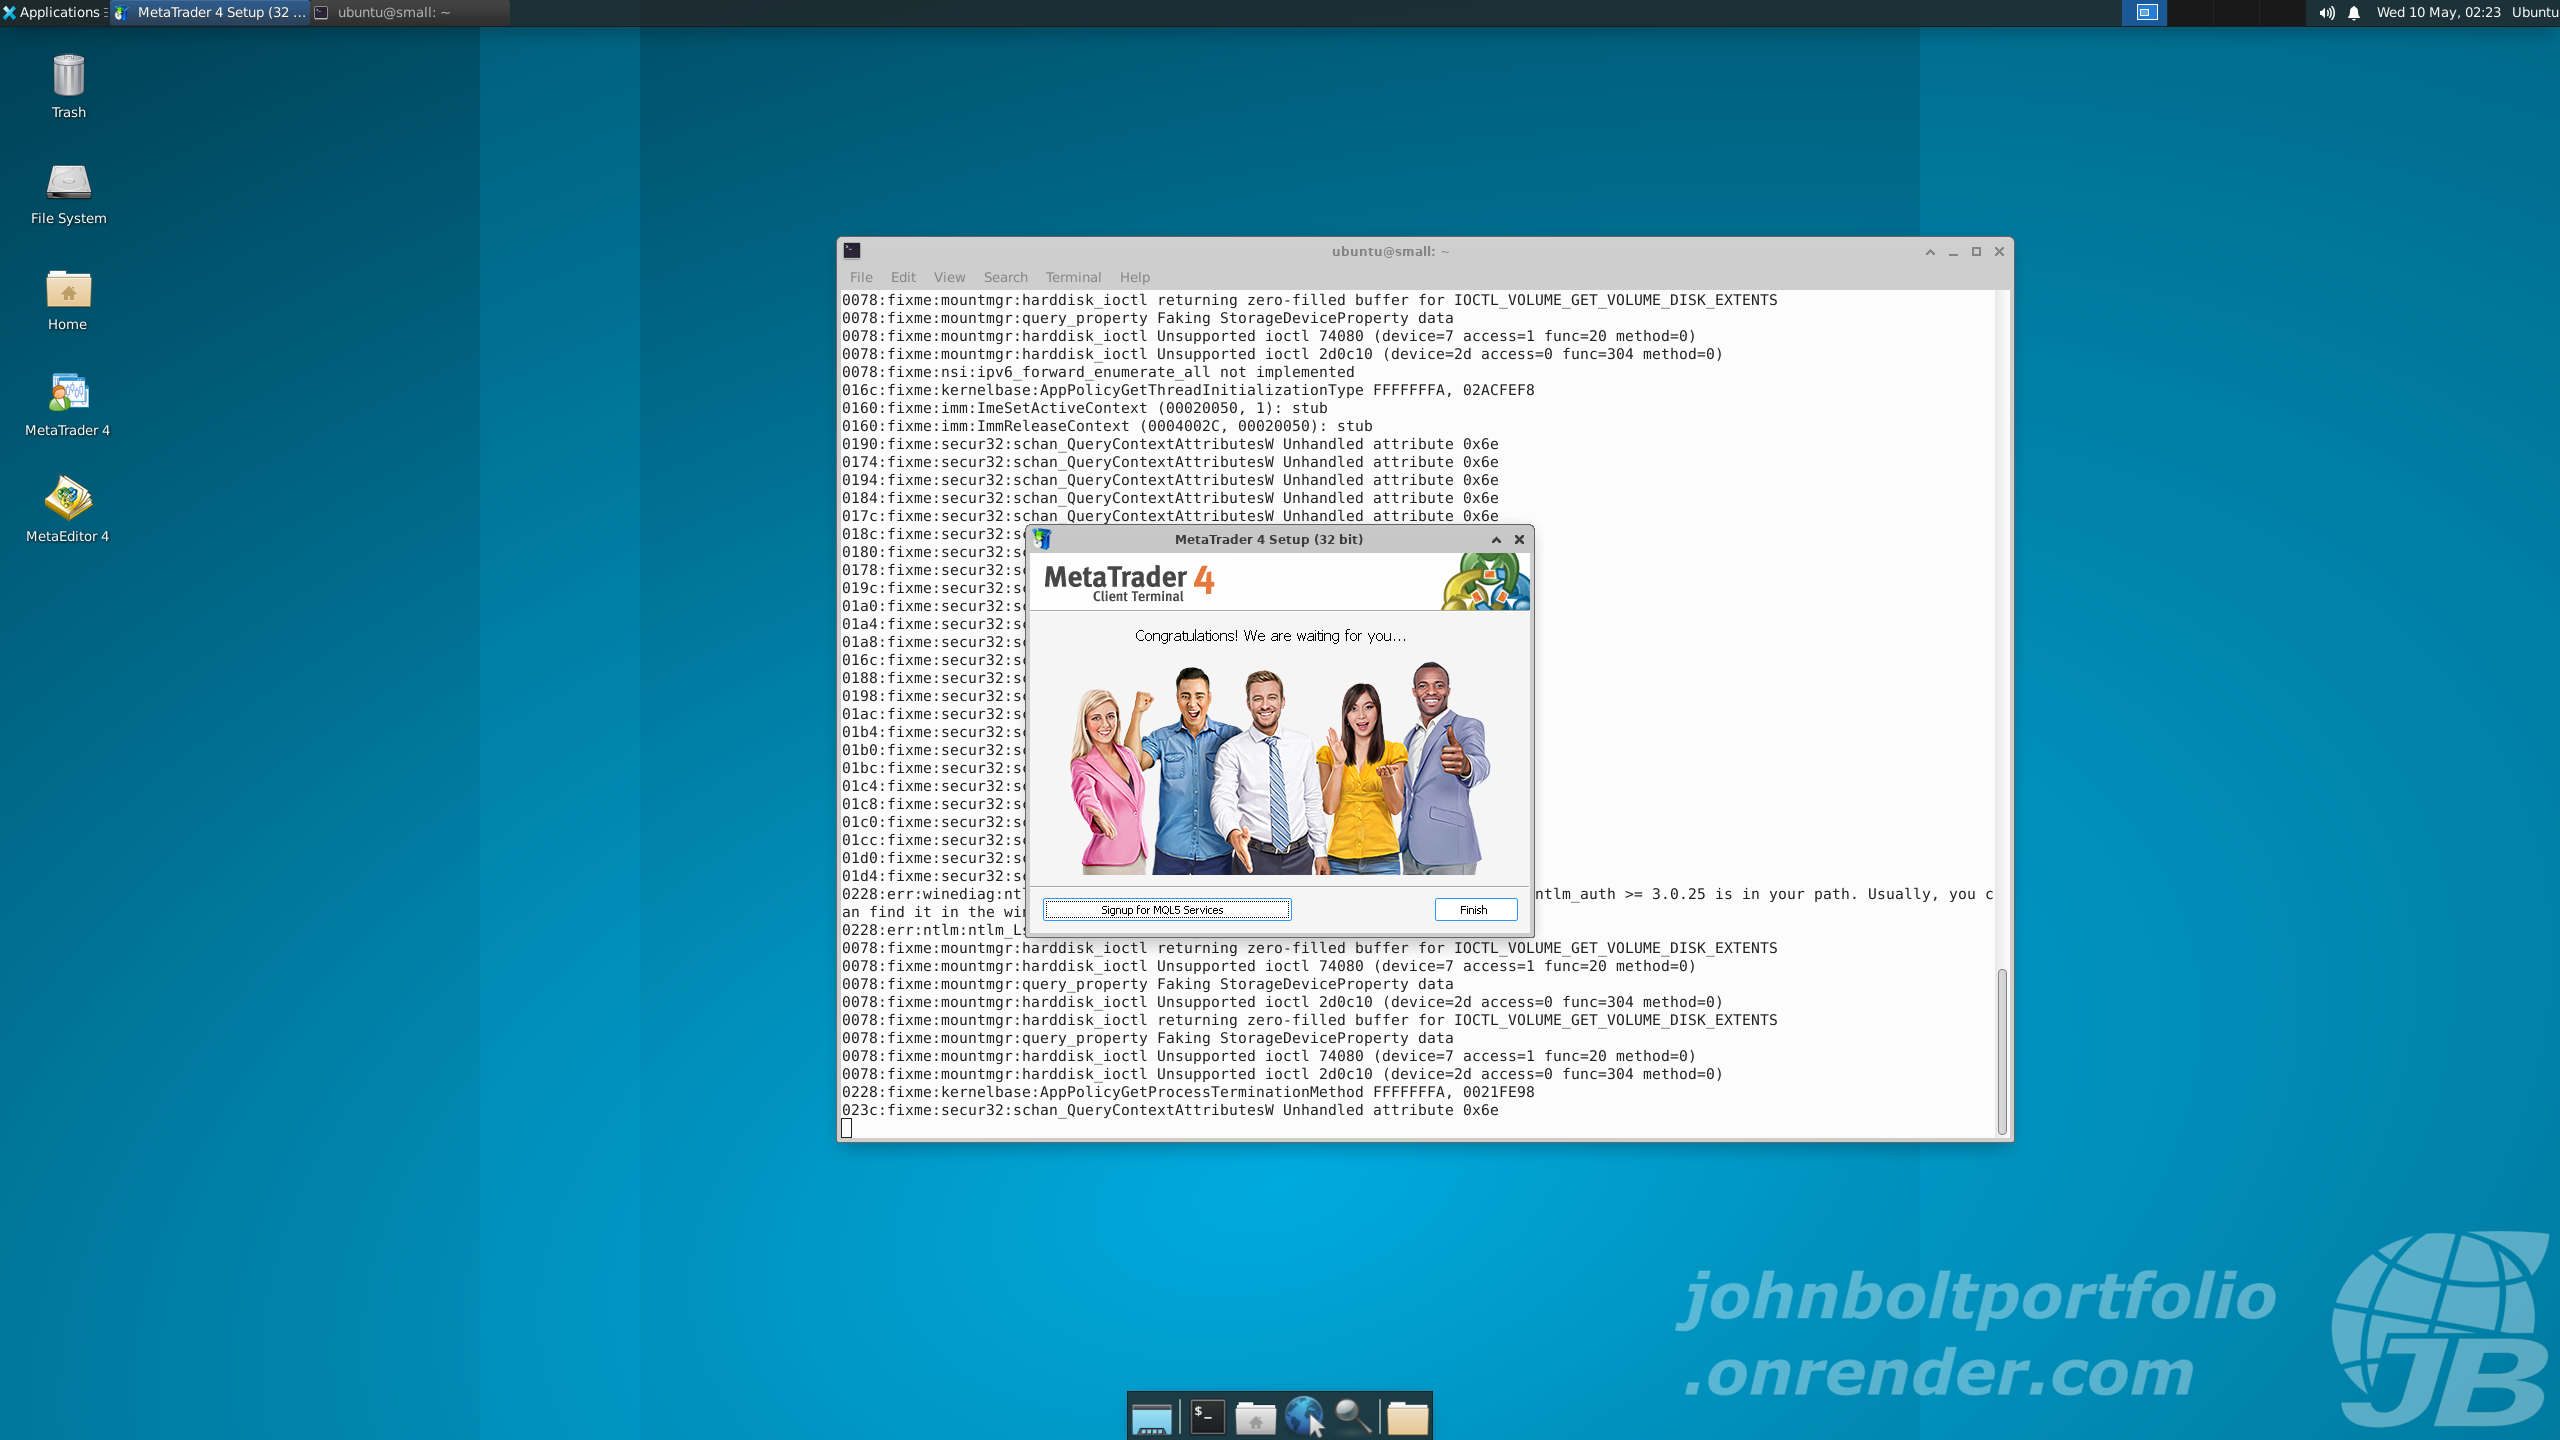 Applications
MetaTrader 4 Setup (32 ...
ubuntu@small: ~
Wed 10 May, 02:23
Ubuntu
Trash
File System
Home
MetaTrader 4
MetaEditor 4
ubuntu@small: ~
File Edit View Search Terminal Help
0078:fixme:mountmgr:harddisk_ioctl returning zero-filled buffer for IOCTL_VOLUME_GET_VOLUME_DISK_EXTENTS
0078:fixme:mountmgr:query_property Faking StorageDeviceProperty data
0078:fixme:mountmgr:harddisk_ioctl Unsupported ioctl 74080 (device=7 access=1 func=20 method=0)
0078:fixme:mountmgr:harddisk_ioctl Unsupported ioctl 2d0c10 (device=2d access=0 func=304 method=0)
0078:fixme:nsi:ipv6_forward_enumerate_all not implemented
016c:fixme:kernelbase:AppPolicyGetThreadInitializationType FFFFFFFA, 02ACFEF8
0160:fixme:imm:ImeSetActiveContext (00020050, 1): stub
0160:fixme:imm:ImmReleaseContext (0004002C, 00020050): stub
0190:fixme:secur32:schan_QueryContextAttributesW Unhandled attribute 0x6e
0174:fixme:secur32:schan_QueryContextAttributesW Unhandled attribute 0x6e
0194:fixme:secur32:schan_QueryContextAttributesW Unhandled attribute 0x6e
0184:fixme:secur32:schan_QueryContextAttributesW Unhandled attribute 0x6e
017c:fixme:secur32:schan_QueryContextAttributesW Unhandled attribute 0x6e
018c:fixme:secur32:s
0180:fixme:secur32:s
0178:fixme:secur32:s
019c:fixme:secur32:s
01a0:fixme:secur32:s
01a4:fixme:secur32:s
01a8:fixme:secur32:s
016c:fixme:secur32:s
0188:fixme:secur32:s
0198:fixme:secur32:s
01ac:fixme:secur32:s
01b4:fixme:secur32:s
01b0:fixme:secur32:s
01bc:fixme:secur32:s
01c4:fixme:secur32:s
01c8:fixme:secur32:s
01c0:fixme:secur32:s
01cc:fixme:secur32:s
01d0:fixme:secur32:s
01d4:fixme:secur32:s
0228:err:winediag:nt ntlm_auth >= 3.0.25 is in your path. Usually, you c
an find it in the wi
0228:err:ntlm:ntlm_L
0078:fixme:mountmgr:harddisk_ioctl returning zero-filled buffer for IOCTL_VOLUME_GET_VOLUME_DISK_EXTENTS
0078:fixme:mountmgr:harddisk_ioctl Unsupported ioctl 74080 (device=7 access=1 func=20 method=0)
0078:fixme:mountmgr:query_property Faking StorageDeviceProperty data
0078:fixme:mountmgr:harddisk_ioctl Unsupported ioctl 2d0c10 (device=2d access=0 func=304 method=0)
0078:fixme:mountmgr:harddisk_ioctl returning zero-filled buffer for IOCTL_VOLUME_GET_VOLUME_DISK_EXTENTS
0078:fixme:mountmgr:query_property Faking StorageDeviceProperty data
0078:fixme:mountmgr:harddisk_ioctl Unsupported ioctl 74080 (device=7 access=1 func=20 method=0)
0078:fixme:mountmgr:harddisk_ioctl Unsupported ioctl 2d0c10 (device=2d access=0 func=304 method=0)
0228:fixme:kernelbase:AppPolicyGetProcessTerminationMethod FFFFFFFA, 0021FE98
023c:fixme:secur32:schan_QueryContextAttributesW Unhandled attribute 0x6e
MetaTrader 4 Setup (32 bit)
MetaTrader 4
Client Terminal
Congratulations! We are waiting for you...
Signup for MQL5 Services
Finish
johnboltportfolio
.onrender.com
JB